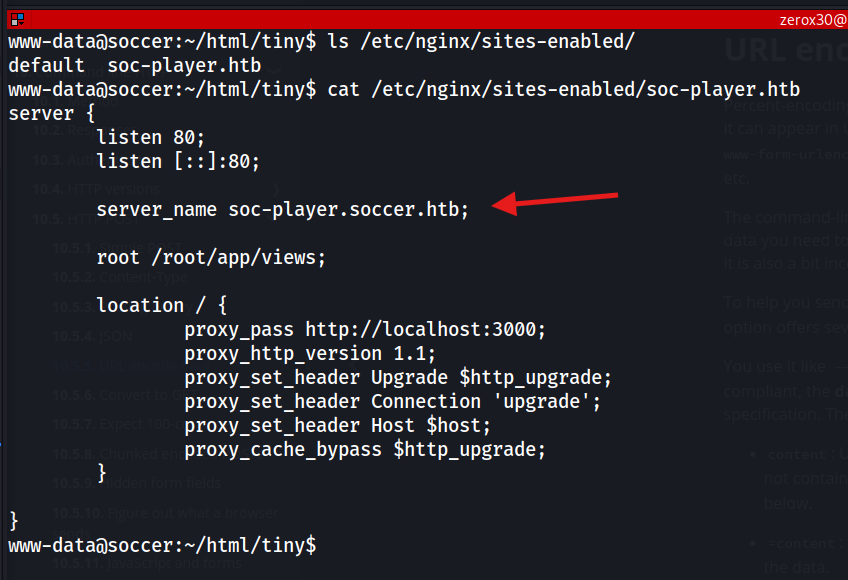 zerox30@
www-data@soccer:~/html/tiny$ ls /etc/nginx/sites-enabled/
default  soc-player.htb
www-data@soccer:~/html/tiny$ cat /etc/nginx/sites-enabled/soc-player.htb
server {
        listen 80;
        listen [::]:80;

        server_name soc-player.soccer.htb;

        root /root/app/views;

        location / {
                proxy_pass http://localhost:3000;
                proxy_http_version 1.1;
                proxy_set_header Upgrade $http_upgrade;
                proxy_set_header Connection 'upgrade';
                proxy_set_header Host $host;
                proxy_cache_bypass $http_upgrade;
        }

}
www-data@soccer:~/html/tiny$